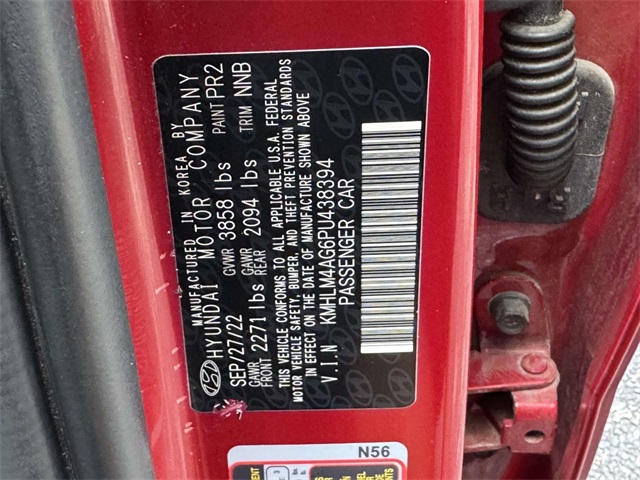 MANUFACTURED IN KOREA BY
HYUNDAI MOTOR COMPANY
SEP/27/22 GVWR 3858 lbs PAINT PR2
GAWR FRONT 2271 lbs GAWR REAR 2094 lbs TRIM NNB
THIS VEHICLE CONFORMS TO ALL APPLICABLE U.S.A. FEDERAL
MOTOR VEHICLE SAFETY, BUMPER, AND THEFT PREVENTION STANDARDS
IN EFFECT ON THE DATE OF MANUFACTURE SHOWN ABOVE
V.I.N KMHLM4AG6PU438394
PASSENGER CAR
N56